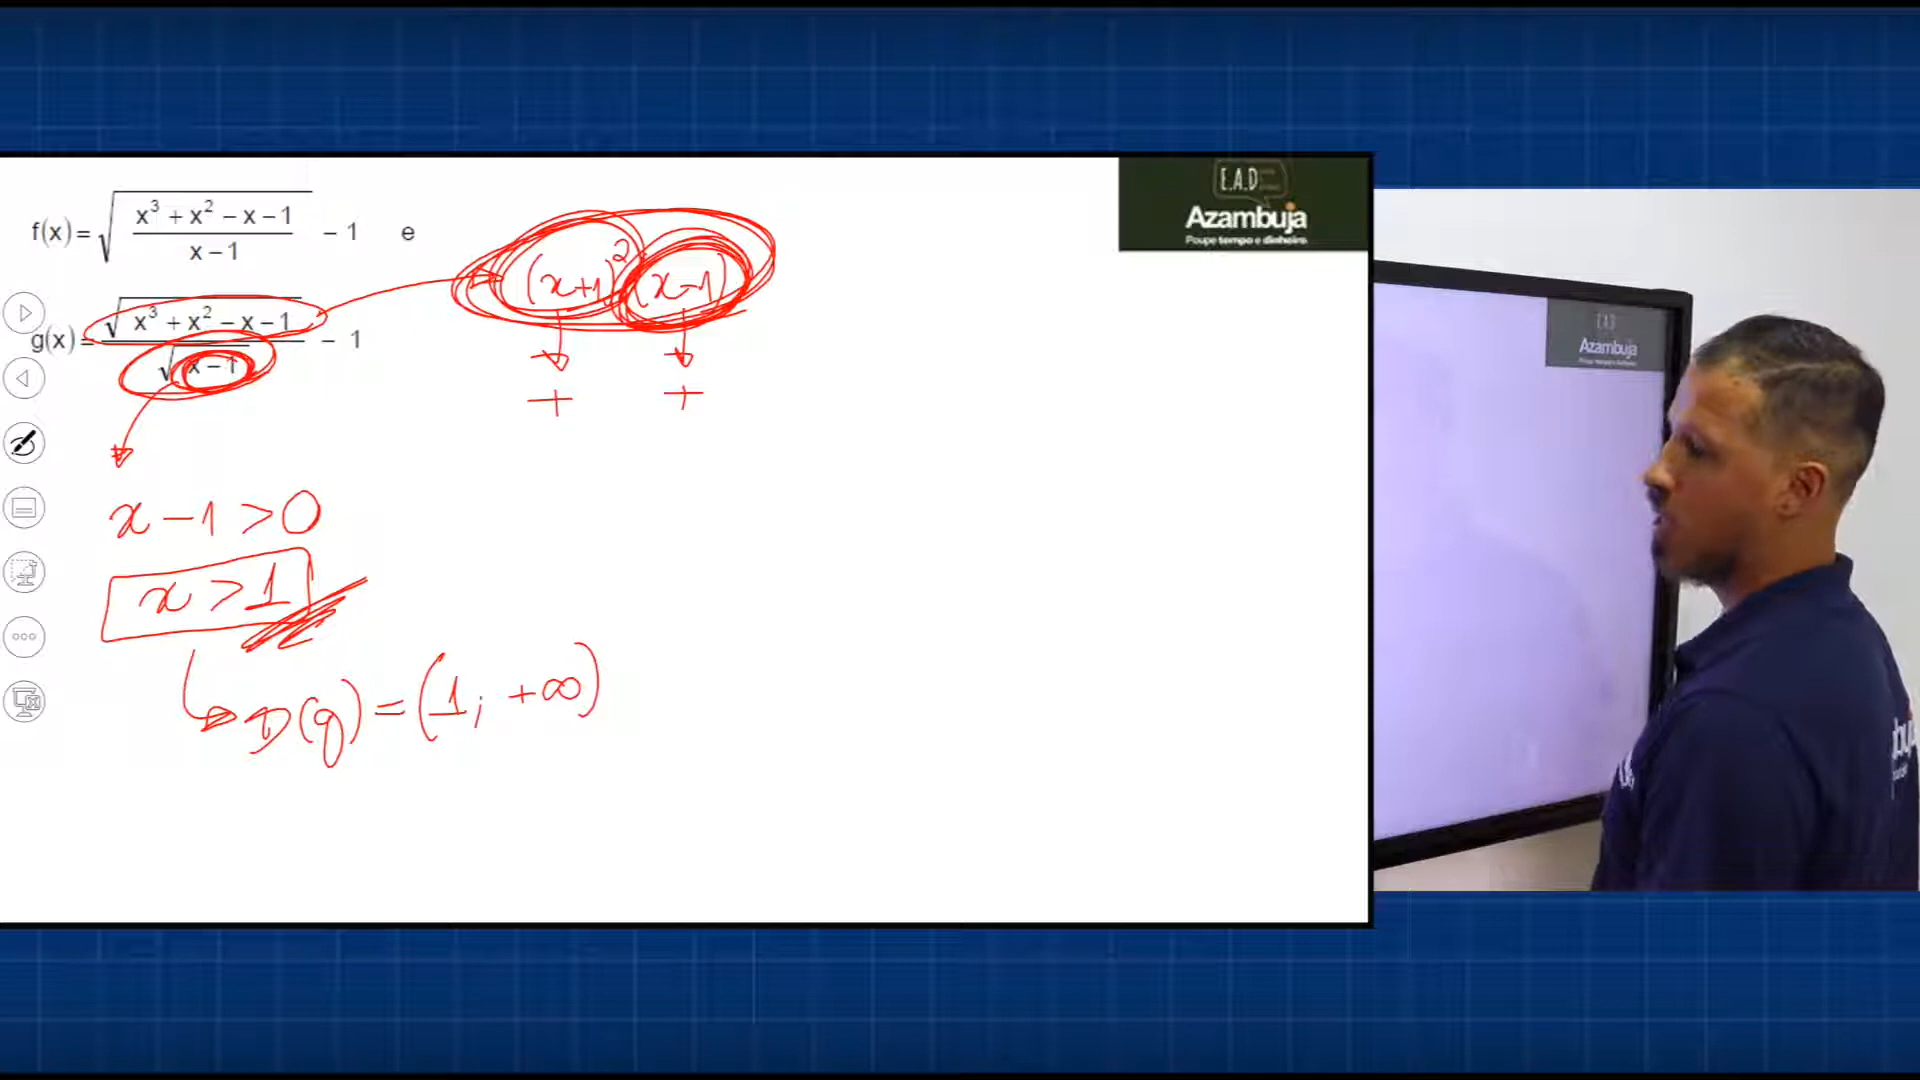 f(x) = √((x³ + x² − x − 1)/(x − 1)) − 1 e
g(x) = √(x³ + x² − x − 1)/√(x − 1) − 1
(x+1)² (x−1)
+ +
x − 1 > 0
x > 1
D(g) = (1; +∞)
E.A.D
Azambuja
Poupe tempo e dinheiro.
E.A.D
Azambuja